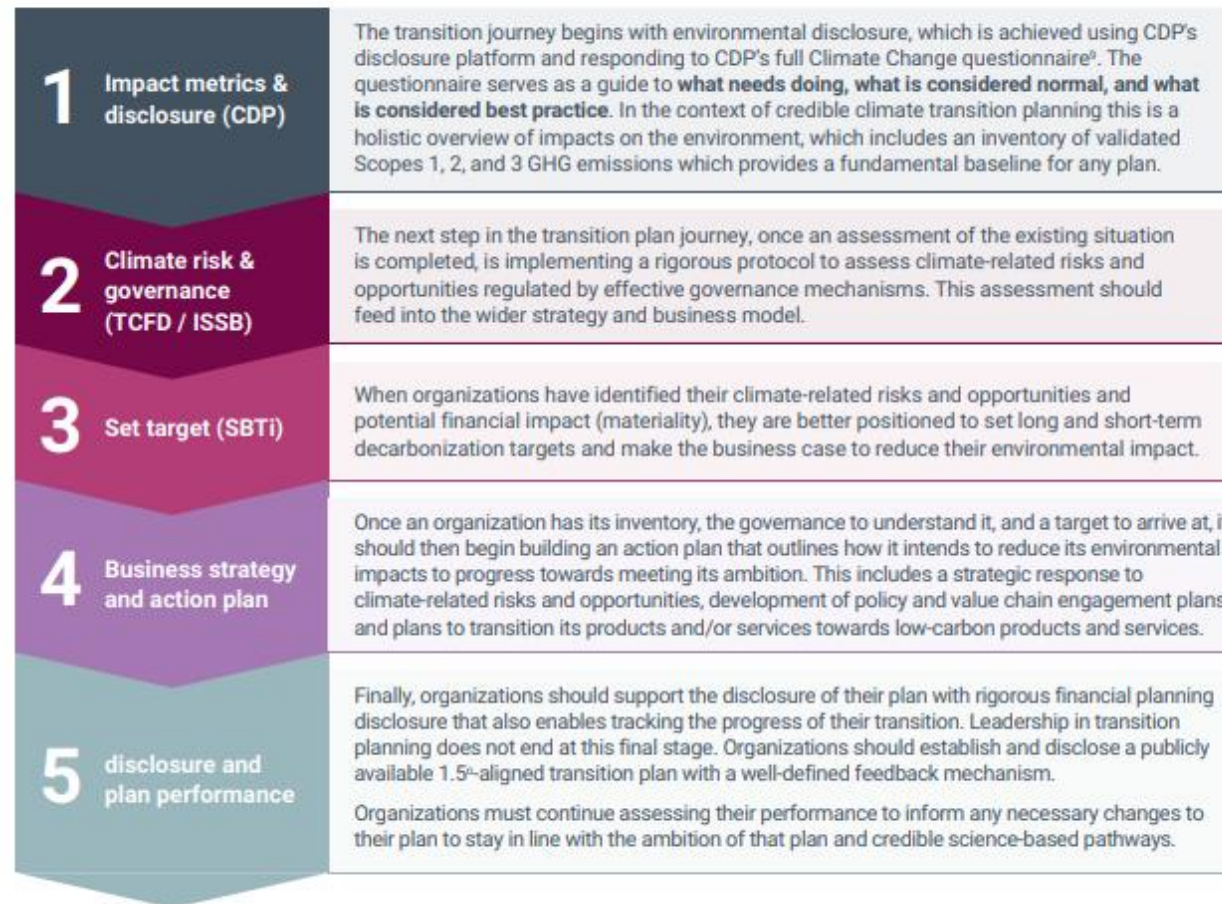 1
Impact metrics &
disclosure (CDP)
The transition journey begins with environmental disclosure, which is achieved using CDP's
disclosure platform and responding to CDP's full Climate Change questionnaire⁹. The
questionnaire serves as a guide to what needs doing, what is considered normal, and what
is considered best practice. In the context of credible climate transition planning this is a
holistic overview of impacts on the environment, which includes an inventory of validated
Scopes 1, 2, and 3 GHG emissions which provides a fundamental baseline for any plan.
2
Climate risk &
governance
(TCFD / ISSB)
The next step in the transition plan journey, once an assessment of the existing situation
is completed, is implementing a rigorous protocol to assess climate-related risks and
opportunities regulated by effective governance mechanisms. This assessment should
feed into the wider strategy and business model.
3
Set target (SBTi)
When organizations have identified their climate-related risks and opportunities and
potential financial impact (materiality), they are better positioned to set long and short-term
decarbonization targets and make the business case to reduce their environmental impact.
4
Business strategy
and action plan
Once an organization has its inventory, the governance to understand it, and a target to arrive at, i
should then begin building an action plan that outlines how it intends to reduce its environmental
impacts to progress towards meeting its ambition. This includes a strategic response to
climate-related risks and opportunities, development of policy and value chain engagement plans
and plans to transition its products and/or services towards low-carbon products and services.
5
disclosure and
plan performance
Finally, organizations should support the disclosure of their plan with rigorous financial planning
disclosure that also enables tracking the progress of their transition. Leadership in transition
planning does not end at this final stage. Organizations should establish and disclose a publicly
available 1.5º-aligned transition plan with a well-defined feedback mechanism.
Organizations must continue assessing their performance to inform any necessary changes to
their plan to stay in line with the ambition of that plan and credible science-based pathways.